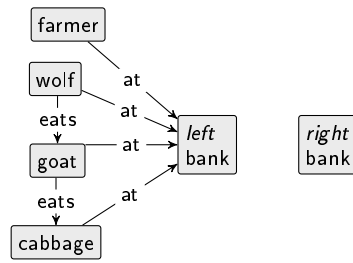 farmer
at
wolf
at
eats
left
bank
right
bank
goat
at
eats
at
cabbage